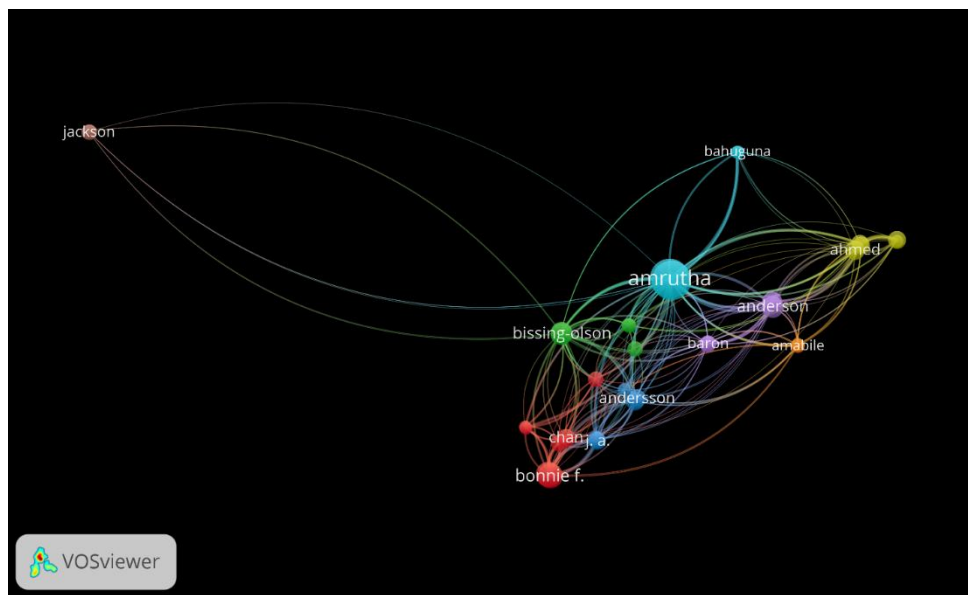 jackson
bahuguna
ahmed
amrutha
anderson
bissing-olson
baron
amabile
andersson
chan
j. a.
bonnie f.
VOSviewer